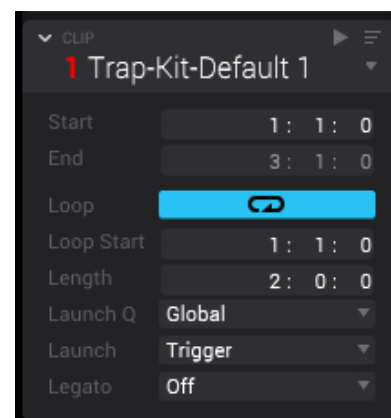 CLIP
1 Trap-Kit-Default 1
Start 1: 1: 0
End 3: 1: 0
Loop
Loop Start 1: 1: 0
Length 2: 0: 0
Launch Q Global
Launch Trigger
Legato Off